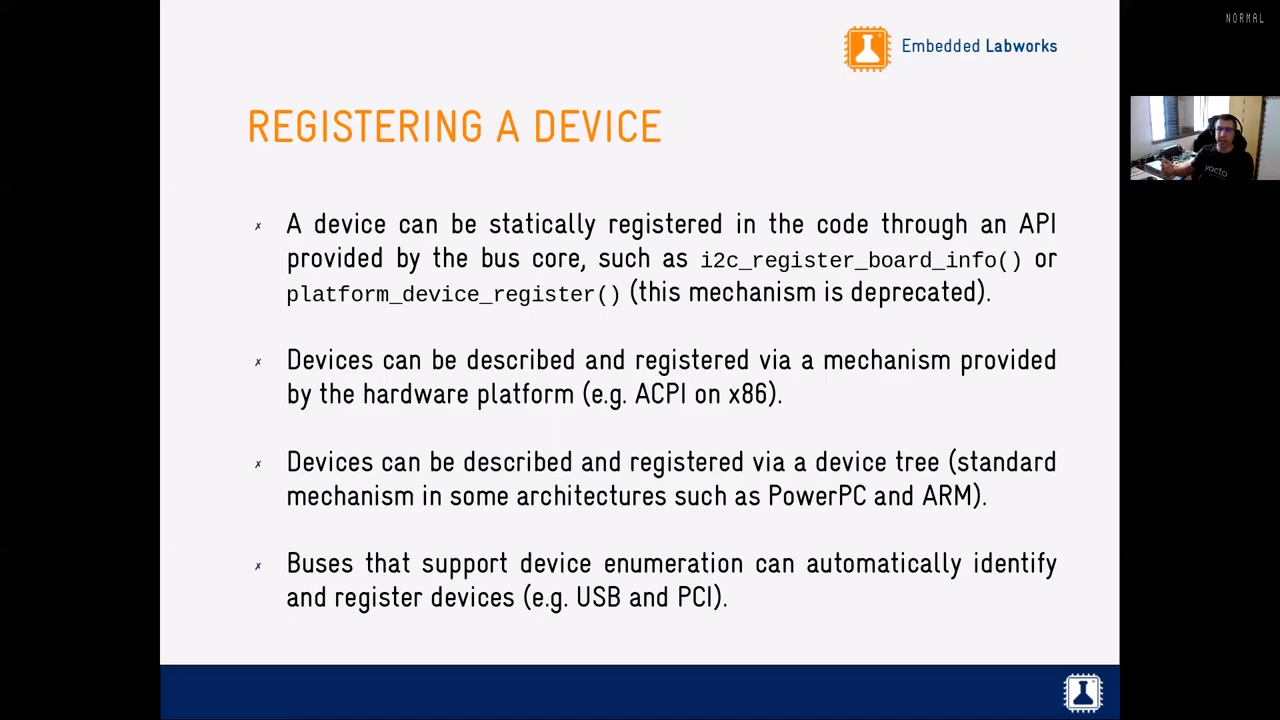 NORMAL
Embedded Labworks
REGISTERING A DEVICE
✗ A device can be statically registered in the code through an API
provided by the bus core, such as i2c_register_board_info() or
platform_device_register() (this mechanism is deprecated).
✗ Devices can be described and registered via a mechanism provided
by the hardware platform (e.g. ACPI on x86).
✗ Devices can be described and registered via a device tree (standard
mechanism in some architectures such as PowerPC and ARM).
✗ Buses that support device enumeration can automatically identify
and register devices (e.g. USB and PCI).
yocto